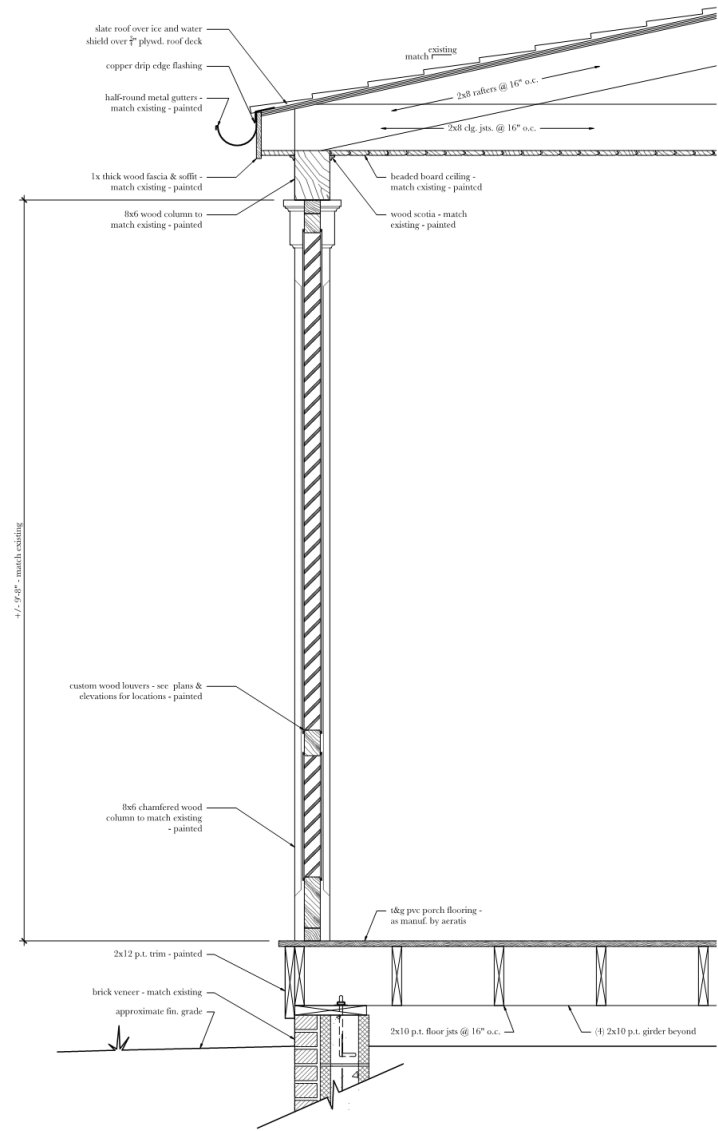 slate roof over ice and water
shield over ⅝" plywd. roof deck
existing
match
copper drip edge flashing
2x8 rafters @ 16" o.c.
half-round metal gutters -
match existing - painted
2x8 clg. jsts. @ 16" o.c.
1x thick wood fascia & soffit -
match existing - painted
beaded board ceiling -
match existing - painted
8x6 wood column to
match existing - painted
wood scotia - match
existing - painted
+/- 9'-8" - match existing
custom wood louvers - see plans &
elevations for locations - painted
8x6 chamfered wood
column to match existing
- painted
t&g pvc porch flooring -
as manuf. by aeratis
2x12 p.t. trim - painted
brick veneer - match existing
approximate fin. grade
2x10 p.t. floor jsts @ 16" o.c.
(4) 2x10 p.t. girder beyond